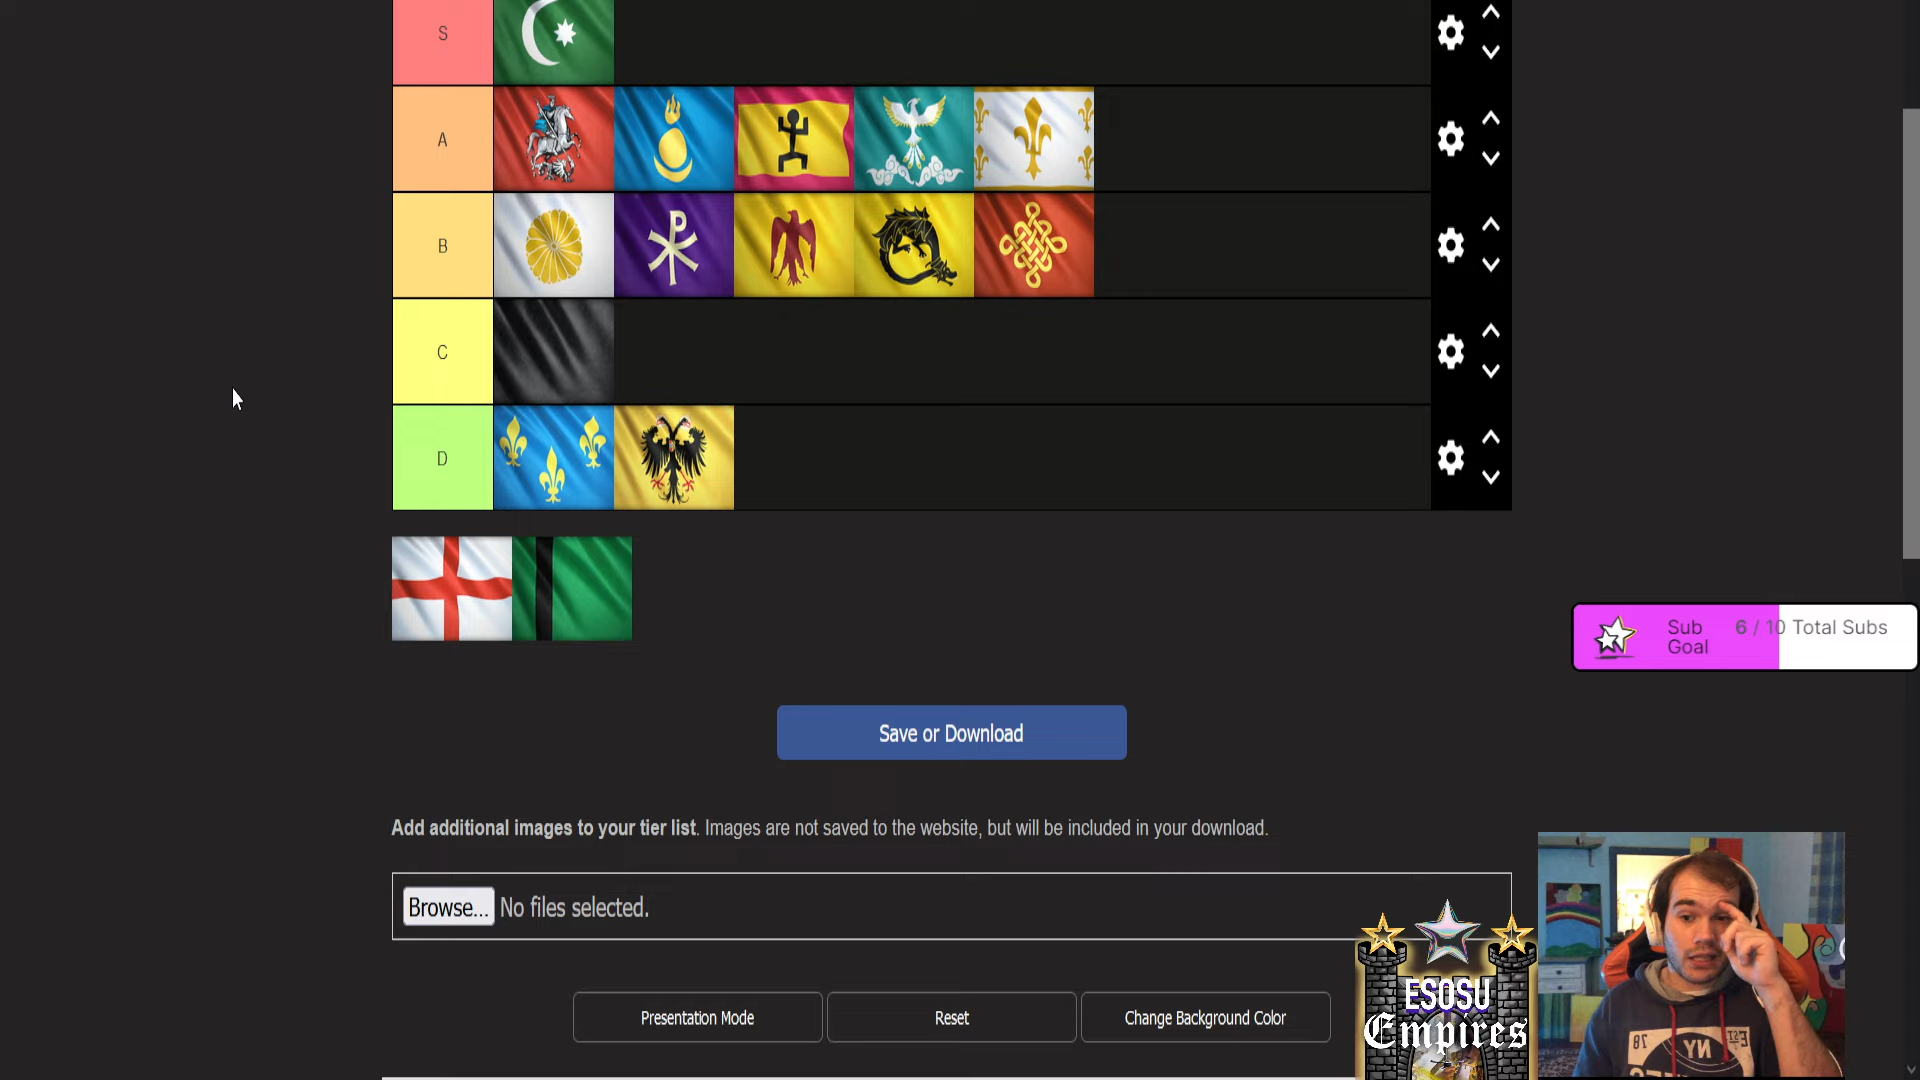 S
A
B
C
D
Sub Goal
6 / 10 Total Subs
Save or Download
Add additional images to your tier list. Images are not saved to the website, but will be included in your download.
Browse... No files selected.
Presentation Mode
Reset
Change Background Color
ESOSU
Empires
78
NY